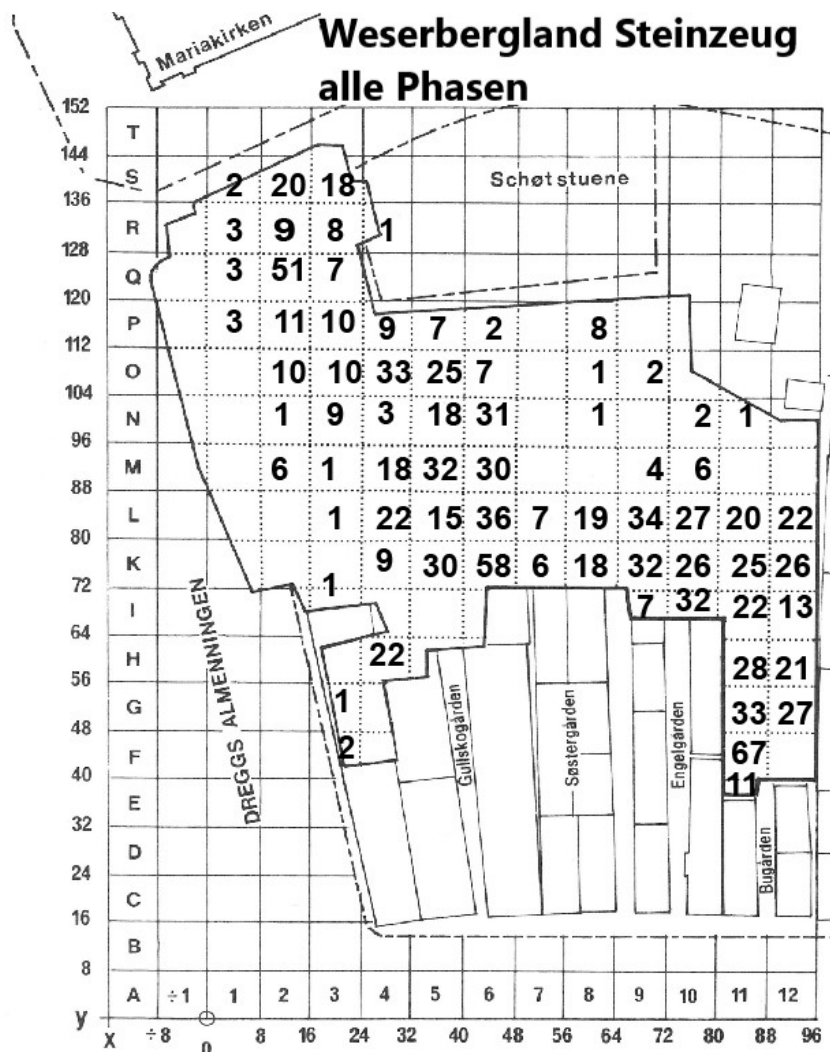 Weserbergland Steinzeug
alle Phasen
Mariakirken
152
T
144
S 2 20 18 Schøtstuene
136
R 3 9 8 1
128
Q 3 51 7
120
P 3 11 10 9 7 2 8
112
O 10 10 33 25 7 1 2
104
N 1 9 3 18 31 1 2 1
96
M 6 1 18 32 30 4 6
88
L 1 22 15 36 7 19 34 27 20 22
80
K 1 9 30 58 6 18 32 26 25 26
72
I 7 32 22 13
64
H 22 28 21
56
G 1 33 27
48
F 2 67
40
E 11
32
D
24
C
16
B
8
A ÷1 1 2 3 4 5 6 7 8 9 10 11 12
y
X ÷8 0 8 16 24 32 40 48 56 64 72 80 88 96
DREGGS ALMENNINGEN
Gullskogården
Søstergården
Engelgården
Bugården